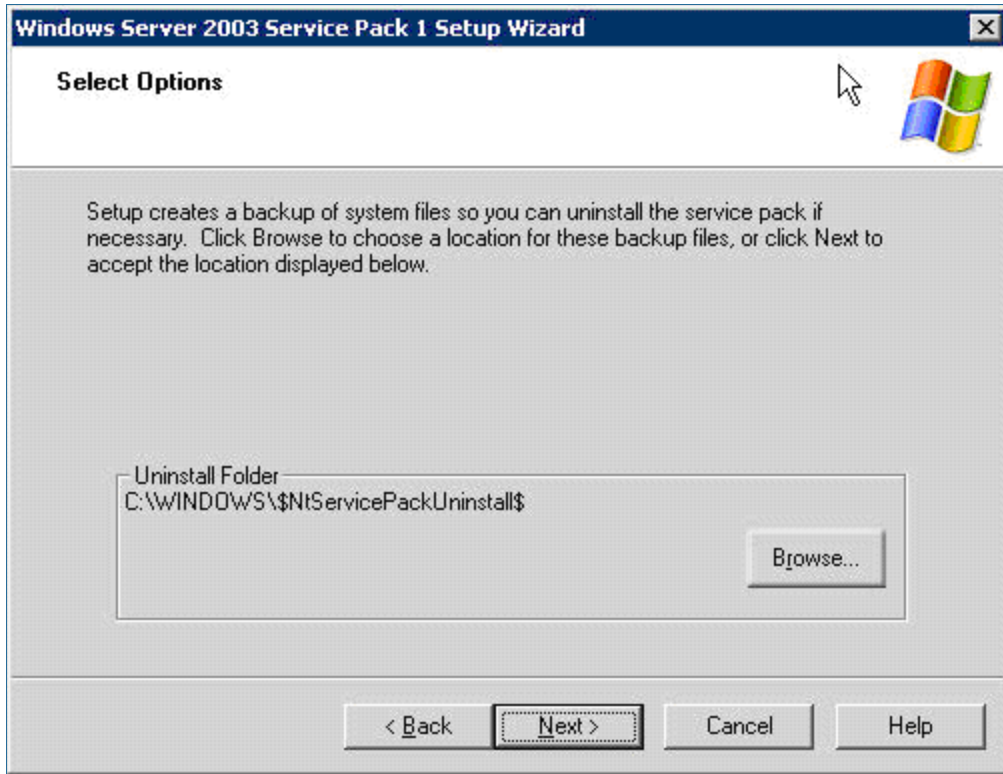 Windows Server 2003 Service Pack 1 Setup Wizard
Select Options
Setup creates a backup of system files so you can uninstall the service pack if
necessary. Click Browse to choose a location for these backup files, or click Next to
accept the location displayed below.
Uninstall Folder
C:\WINDOWS\$NtServicePackUninstall$
Browse...
< Back
Next >
Cancel
Help